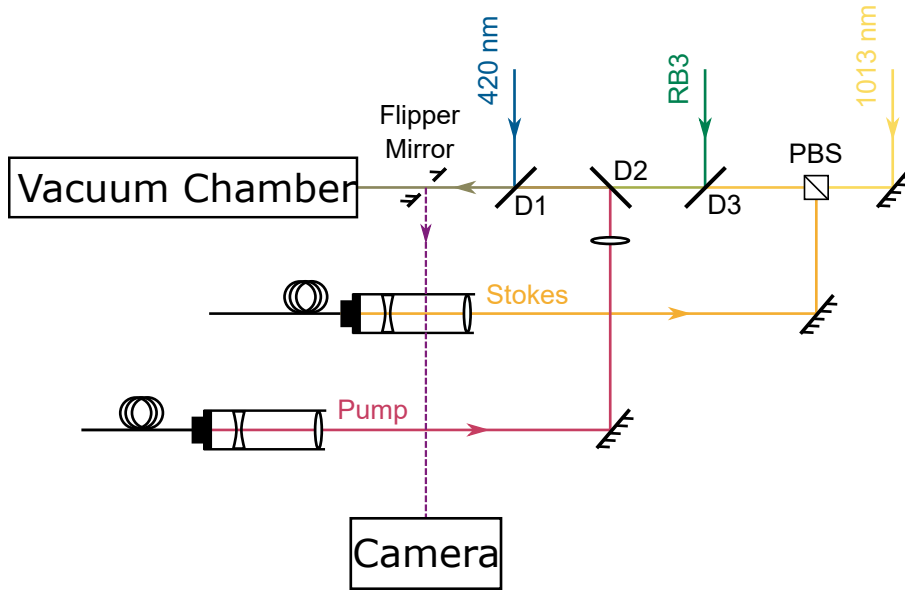 420 nm
RB3
1013 nm
Flipper
Mirror
PBS
Vacuum Chamber
D1
D2
D3
Stokes
Pump
Camera